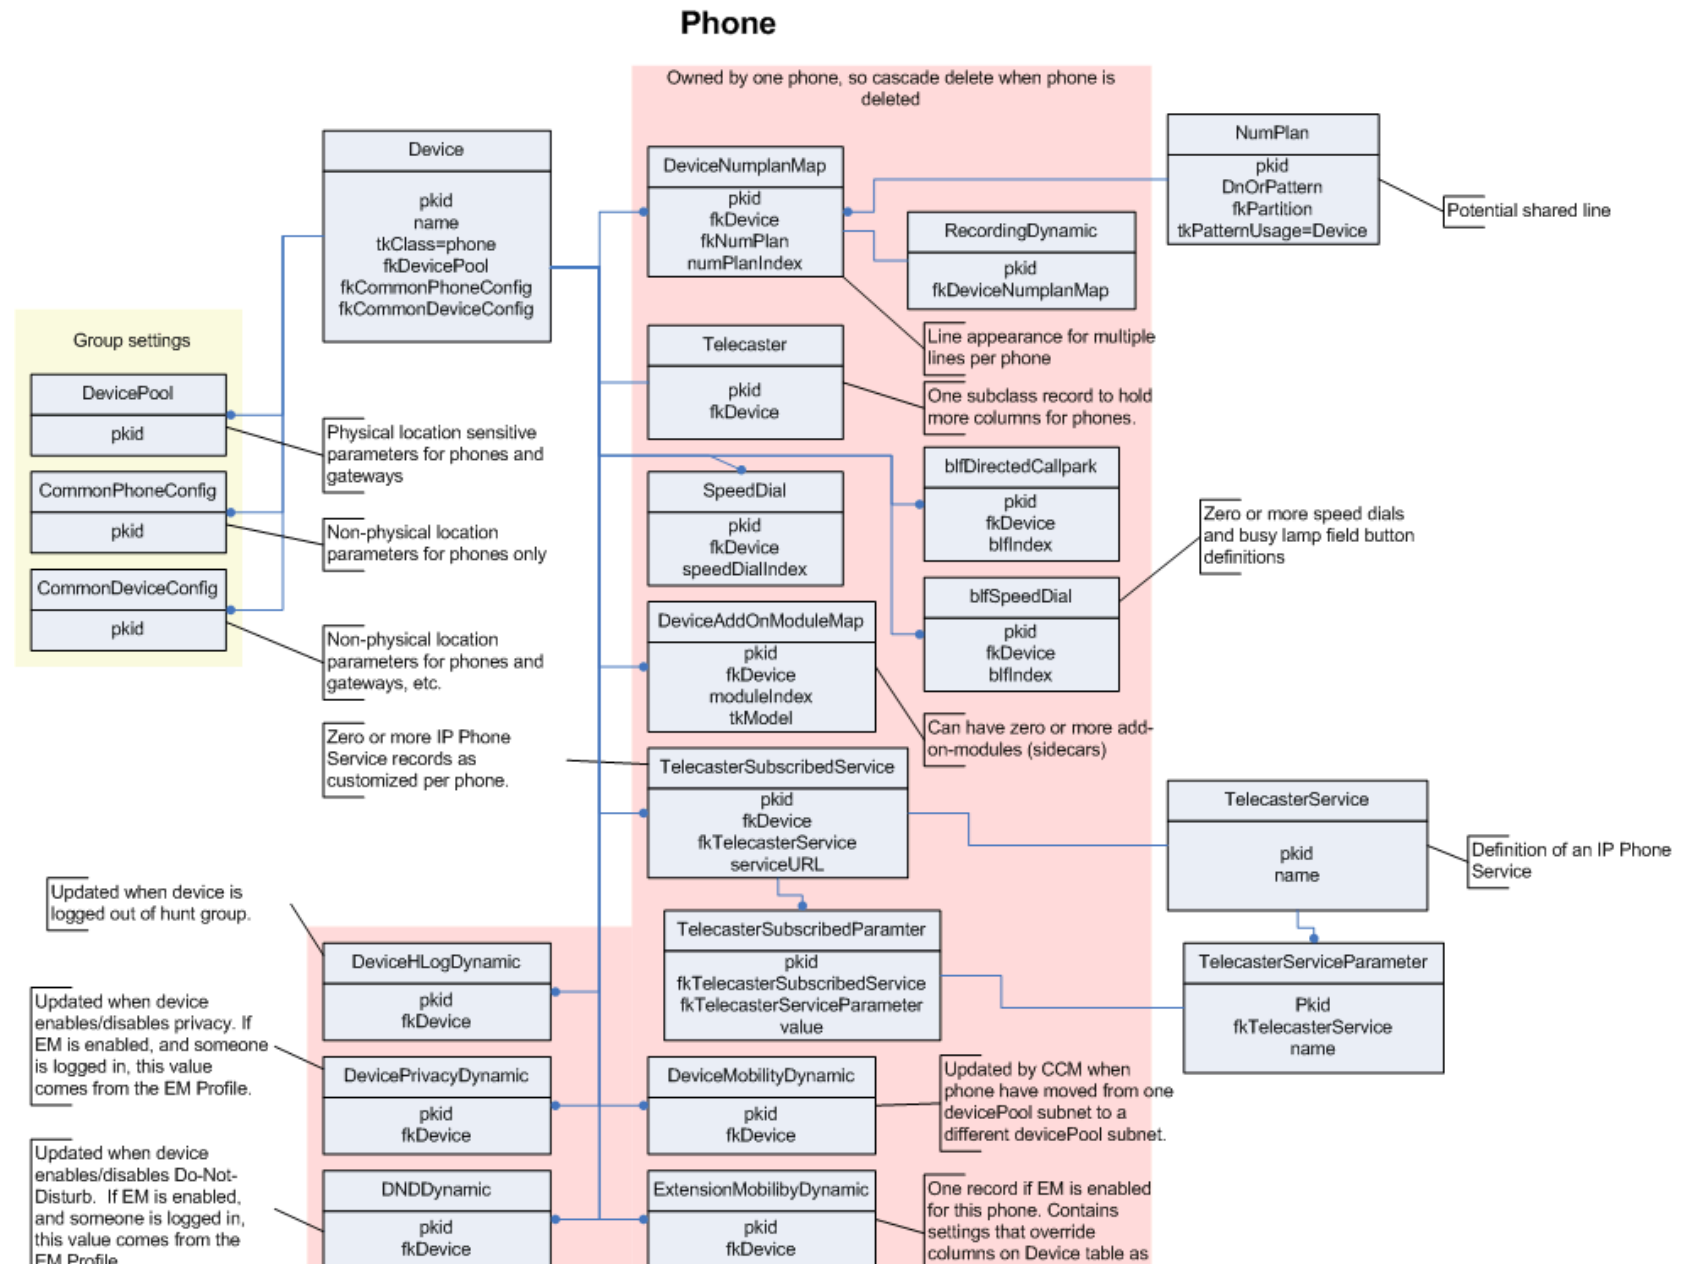 Phone
Owned by one phone, so cascade delete when phone is
deleted
Device
pkid
name
tkClass=phone
fkDevicePool
fkCommonPhoneConfig
fkCommonDeviceConfig
DeviceNumplanMap
pkid
fkDevice
fkNumPlan
numPlanIndex
NumPlan
pkid
DnOrPattern
fkPartition
tkPatternUsage=Device
Potential shared line
RecordingDynamic
pkid
fkDeviceNumplanMap
Line appearance for multiple
lines per phone
Telecaster
pkid
fkDevice
One subclass record to hold
more columns for phones.
Group settings
DevicePool
pkid
Physical location sensitive
parameters for phones and
gateways
CommonPhoneConfig
pkid
Non-physical location
parameters for phones only
CommonDeviceConfig
pkid
Non-physical location
parameters for phones and
gateways, etc.
SpeedDial
pkid
fkDevice
speedDialIndex
blfDirectedCallpark
pkid
fkDevice
blfIndex
Zero or more speed dials
and busy lamp field button
definitions
blfSpeedDial
pkid
fkDevice
blfIndex
DeviceAddOnModuleMap
pkid
fkDevice
moduleIndex
tkModel
Can have zero or more add-
on-modules (sidecars)
Zero or more IP Phone
Service records as
customized per phone.
TelecasterSubscribedService
pkid
fkDevice
fkTelecasterService
serviceURL
TelecasterService
pkid
name
Definition of an IP Phone
Service
Updated when device is
logged out of hunt group.
DeviceHLogDynamic
pkid
fkDevice
TelecasterSubscribedParamter
pkid
fkTelecasterSubscribedService
fkTelecasterServiceParameter
value
TelecasterServiceParameter
Pkid
fkTelecasterService
name
Updated when device
enables/disables privacy. If
EM is enabled, and someone
is logged in, this value
comes from the EM Profile.
DevicePrivacyDynamic
pkid
fkDevice
DeviceMobilityDynamic
pkid
fkDevice
Updated by CCM when
phone have moved from one
devicePool subnet to a
different devicePool subnet.
Updated when device
enables/disables Do-Not-
Disturb.  If EM is enabled,
and someone is logged in,
this value comes from the
EM Profile
DNDDynamic
pkid
fkDevice
ExtensionMobilibyDynamic
pkid
fkDevice
One record if EM is enabled
for this phone. Contains
settings that override
columns on Device table as